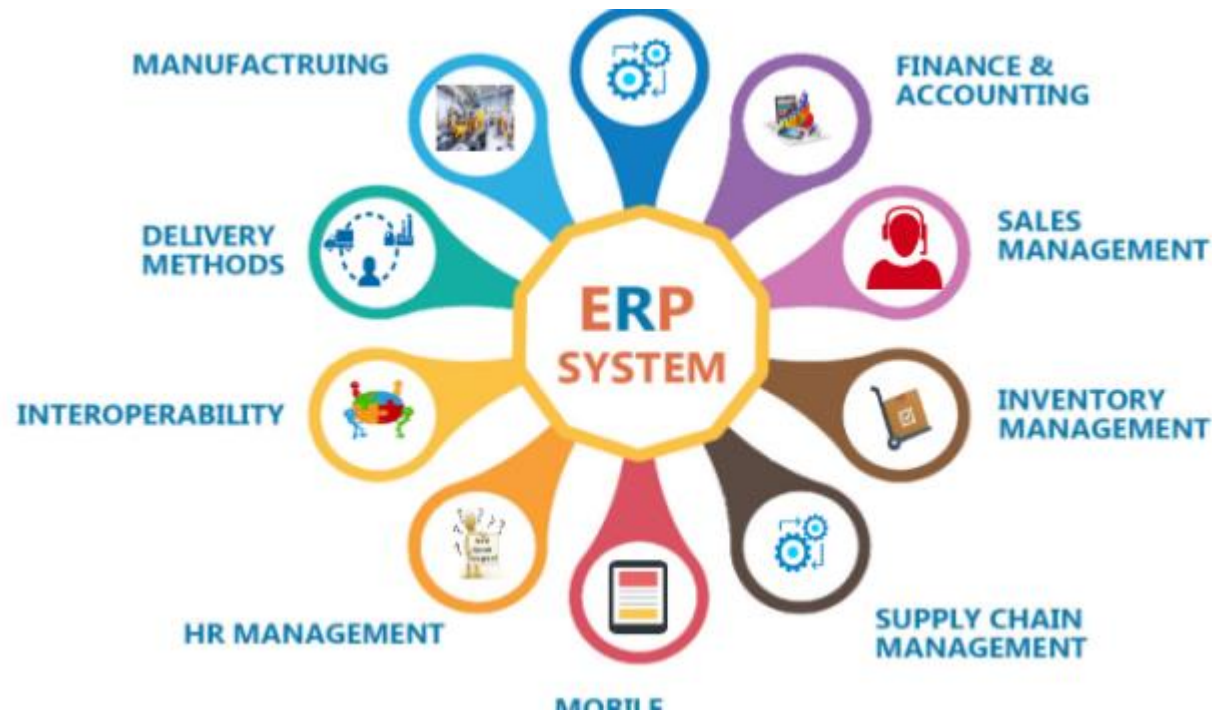 MANUFACTRUING
FINANCE &
ACCOUNTING
DELIVERY
METHODS
SALES
MANAGEMENT
ERP
SYSTEM
INTEROPERABILITY
INVENTORY
MANAGEMENT
HR MANAGEMENT
SUPPLY CHAIN
MANAGEMENT
MOBILE